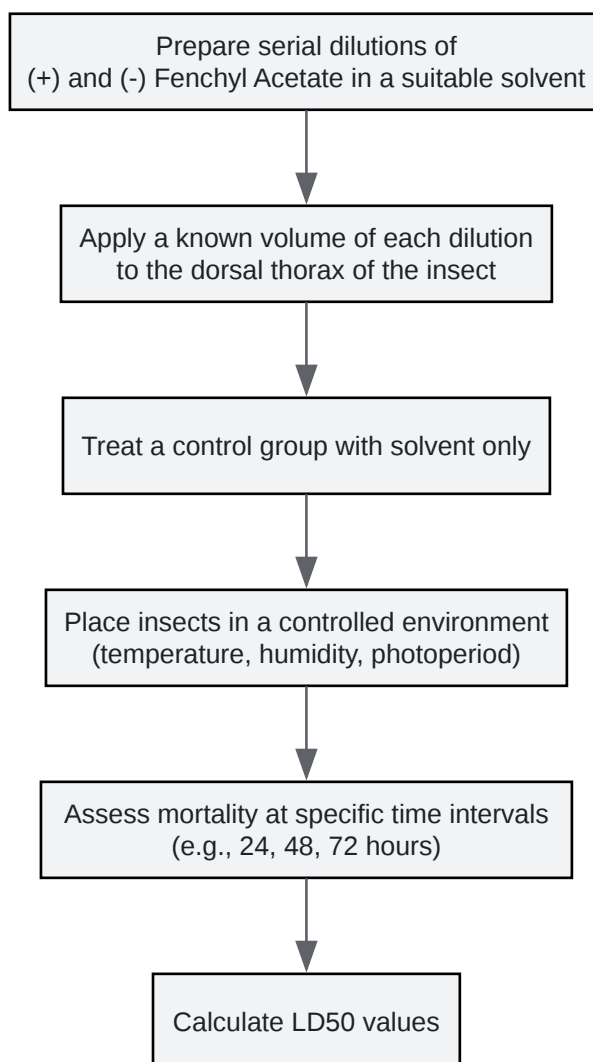 Prepare serial dilutions of
(+) and (-) Fenchyl Acetate in a suitable solvent
Apply a known volume of each dilution
to the dorsal thorax of the insect
Treat a control group with solvent only
Place insects in a controlled environment
(temperature, humidity, photoperiod)
Assess mortality at specific time intervals
(e.g., 24, 48, 72 hours)
Calculate LD50 values